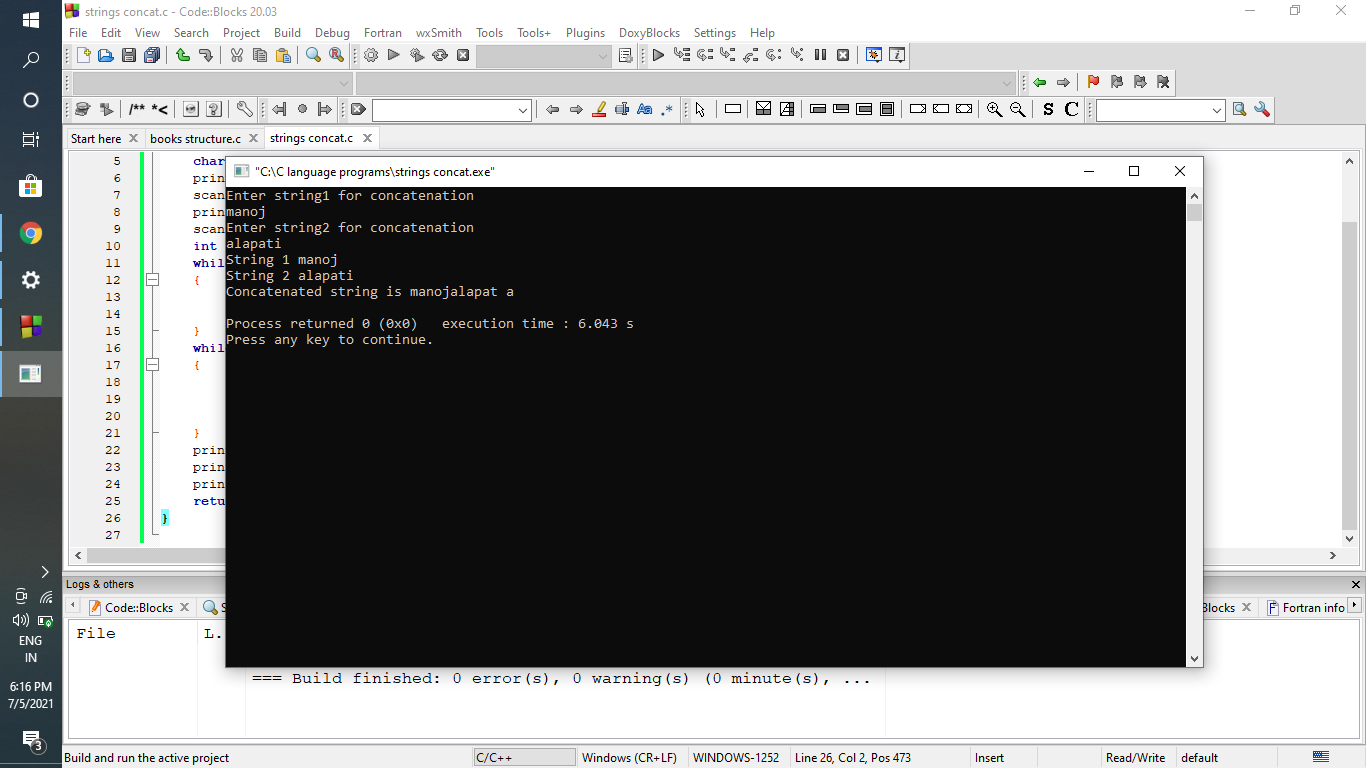 strings concat.c - Code::Blocks 20.03
File Edit View Search Project Build Debug Fortran wxSmith Tools Tools+ Plugins DoxyBlocks Settings Help
/** *< Aa .* S C
Start here books structure.c strings concat.c
5 char
6 prin
7 scan
8 prin
9 scan
10 int
11 whil
12 {
13
14
15 }
16 whil
17 {
18
19
20
21 }
22 prin
23 prin
24 prin
25 retu
26 }
27
"C:\C language programs\strings concat.exe"
Enter string1 for concatenation
manoj
Enter string2 for concatenation
alapati
String 1 manoj
String 2 alapati
Concatenated string is manojalapat a
Process returned 0 (0x0) execution time : 6.043 s
Press any key to continue.
Logs & others
Code::Blocks S Blocks Fortran info
File L.
=== Build finished: 0 error(s), 0 warning(s) (0 minute(s), ...
Build and run the active project C/C++ Windows (CR+LF) WINDOWS-1252 Line 26, Col 2, Pos 473 Insert Read/Write default
ENG
IN
6:16 PM
7/5/2021
3